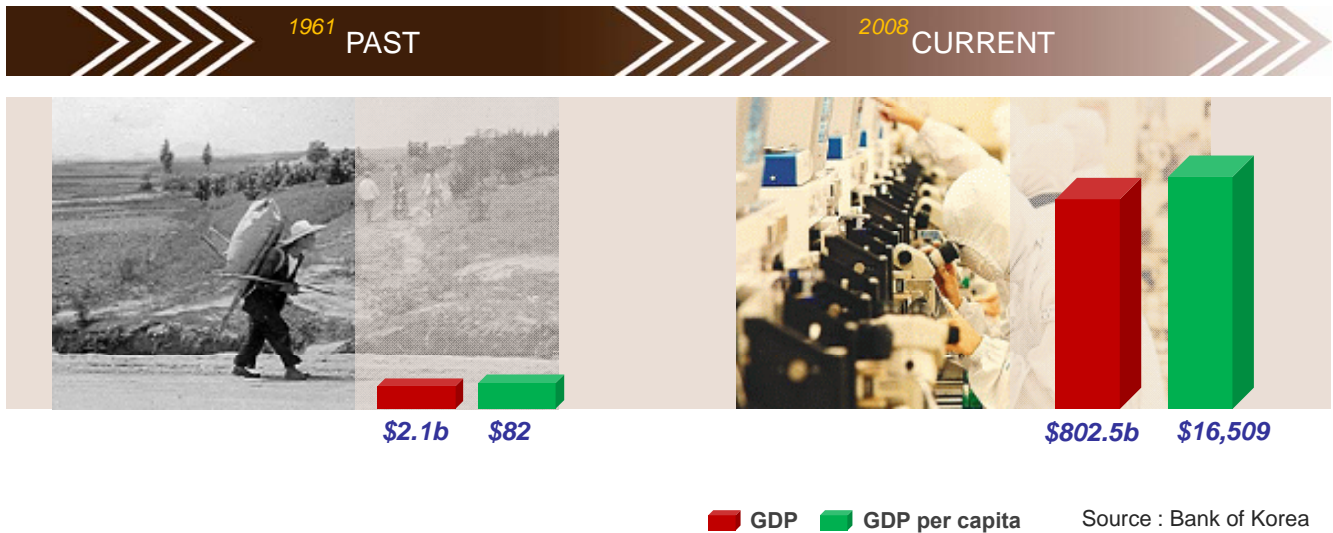 1961 PAST
2008 CURRENT
$2.1b $82
$802.5b $16,509
GDP GDP per capita Source : Bank of Korea